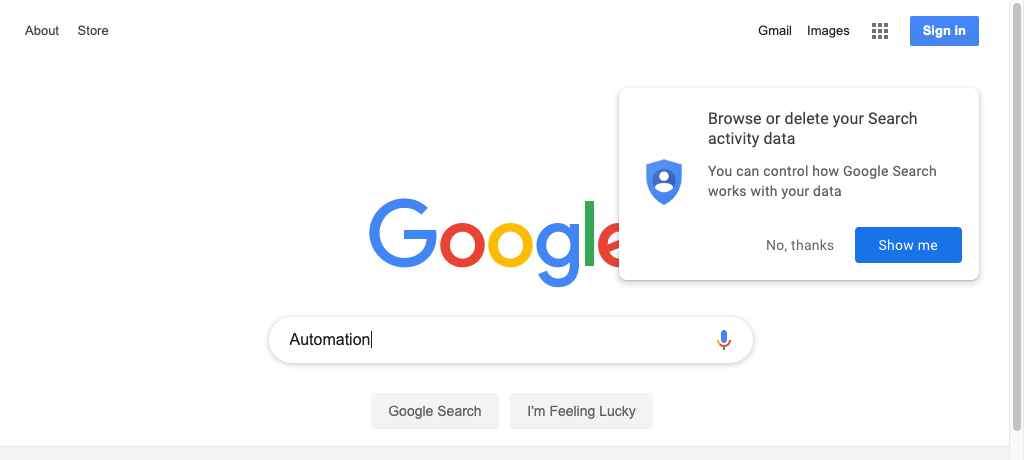 About Store Gmail Images Sign in
Browse or delete your Search
activity data
You can control how Google Search
works with your data
No, thanks Show me
Google
Automation
Google Search I'm Feeling Lucky